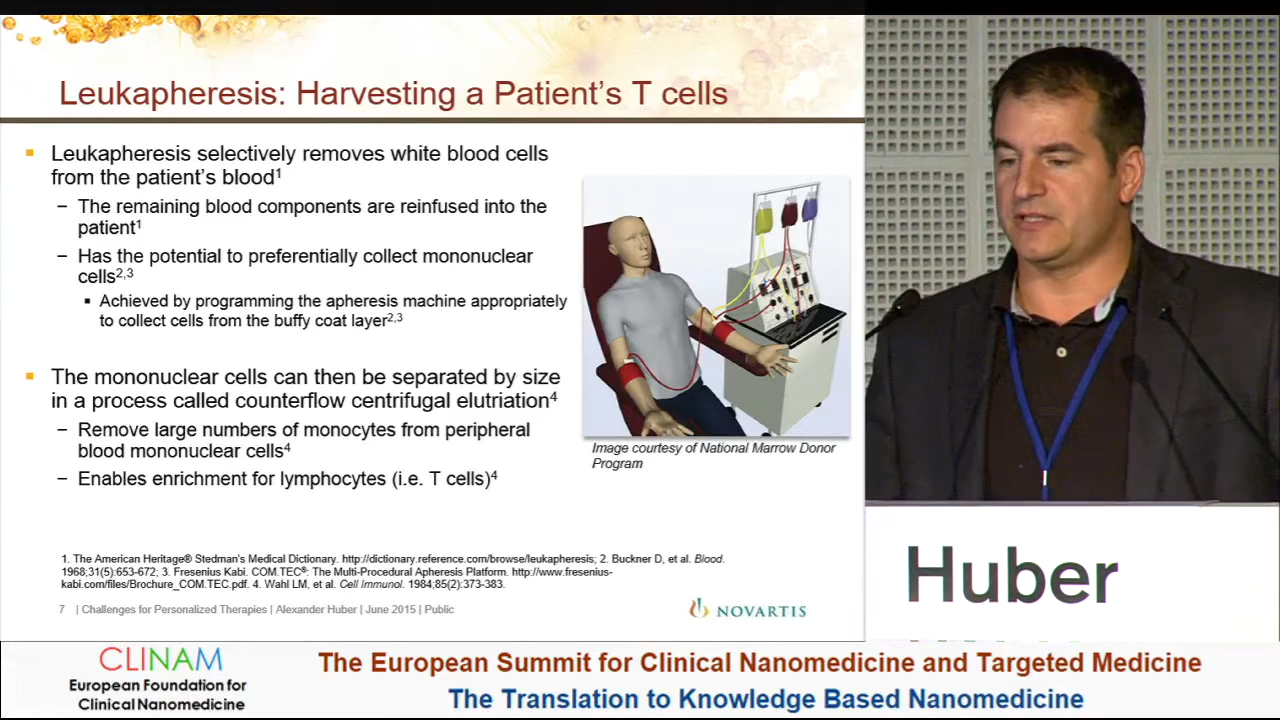 Leukapheresis: Harvesting a Patient's T cells
Leukapheresis selectively removes white blood cells
from the patient's blood1
– The remaining blood components are reinfused into the
patient1
– Has the potential to preferentially collect mononuclear
cells2,3
Achieved by programming the apheresis machine appropriately
to collect cells from the buffy coat layer2,3
The mononuclear cells can then be separated by size
in a process called counterflow centrifugal elutriation4
– Remove large numbers of monocytes from peripheral
blood mononuclear cells4
– Enables enrichment for lymphocytes (i.e. T cells)4
Image courtesy of National Marrow Donor
Program
1. The American Heritage® Stedman's Medical Dictionary. http://dictionary.reference.com/browse/leukapheresis; 2. Buckner D, et al. Blood.
1968;31(5):653-672; 3. Fresenius Kabi. COM.TEC®: The Multi-Procedural Apheresis Platform. http://www.fresenius-
kabi.com/files/Brochure_COM.TEC.pdf. 4. Wahl LM, et al. Cell Immunol. 1984;85(2):373-383.
7 | Challenges for Personalized Therapies | Alexander Huber | June 2015 | Public
NOVARTIS
Huber
CLINAM
European Foundation for
Clinical Nanomedicine
The European Summit for Clinical Nanomedicine and Targeted Medicine
The Translation to Knowledge Based Nanomedicine